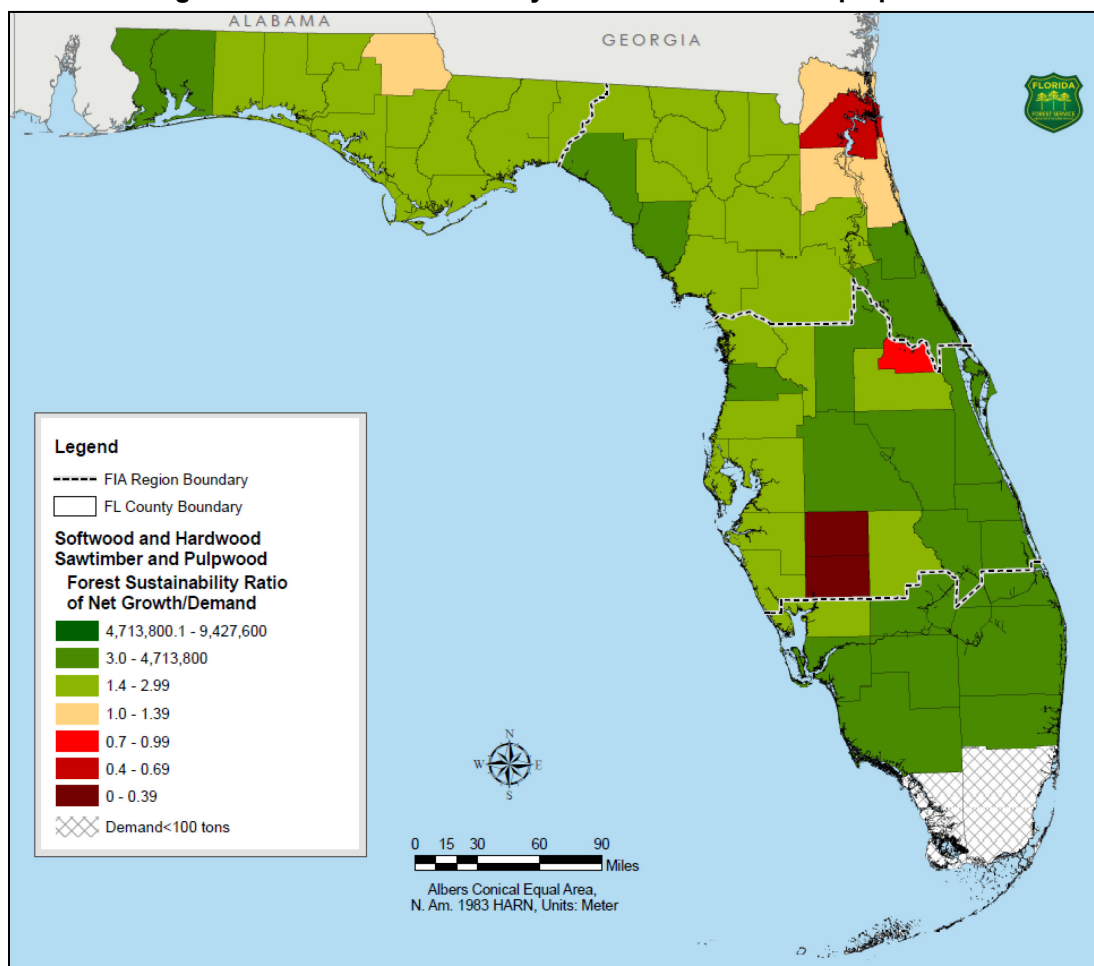 ALABAMA
GEORGIA
FLORIDA
FOREST SERVICE
Legend
FIA Region Boundary
FL County Boundary
Softwood and Hardwood
Sawtimber and Pulpwood
Forest Sustainability Ratio
of Net Growth/Demand
4,713,800.1 - 9,427,600
3.0 - 4,713,800
1.4 - 2.99
1.0 - 1.39
0.7 - 0.99
0.4 - 0.69
0 - 0.39
Demand<100 tons
N
W E
S
0 15 30 60 90
Miles
Albers Conical Equal Area,
N. Am. 1983 HARN, Units: Meter